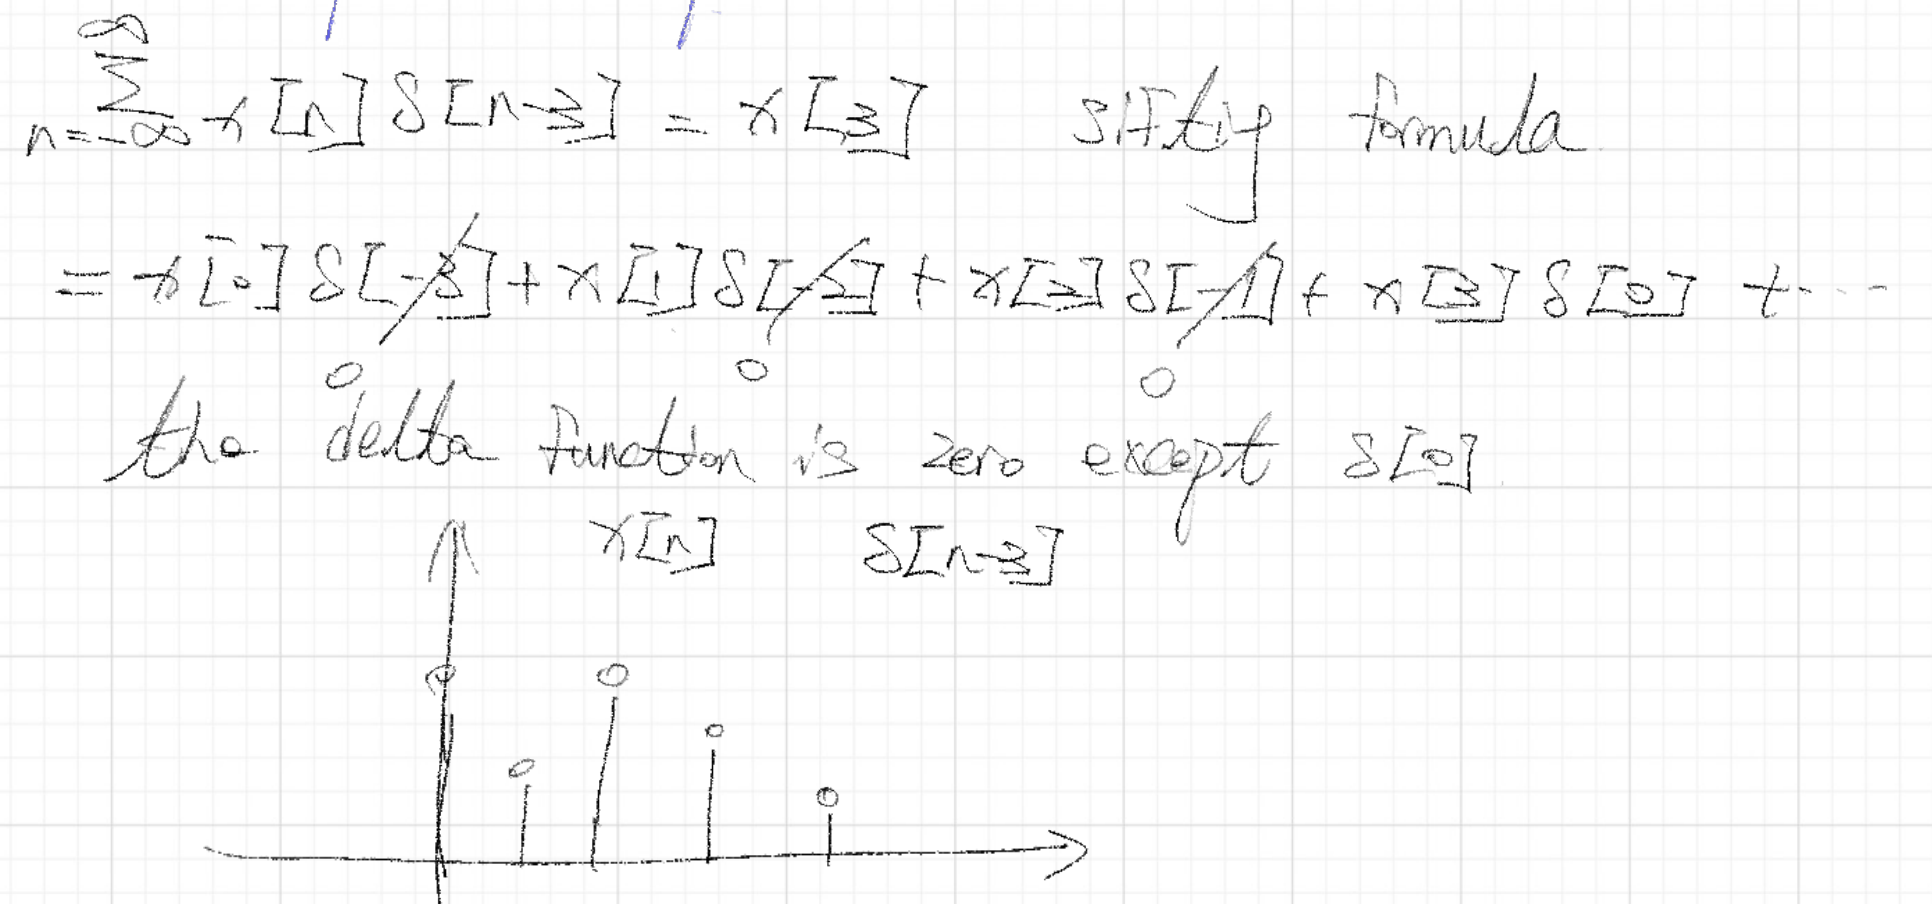 ∞
∑ x[n] δ[n-3] = x[3] sifting formula
n=-∞
= x[0] δ[-3] + x[1] δ[-2] + x[2] δ[-1] + x[3] δ[0] + ...
0 0 0
the delta function is zero except δ[0]
x[n] δ[n-3]